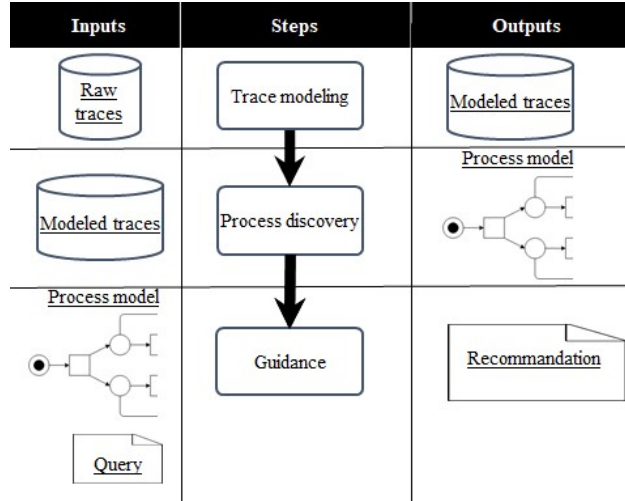 Inputs
Steps
Outputs
Raw
traces
Trace modeling
Modeled traces
Modeled traces
Process discovery
Process model
Process model
Query
Guidance
Recommandation